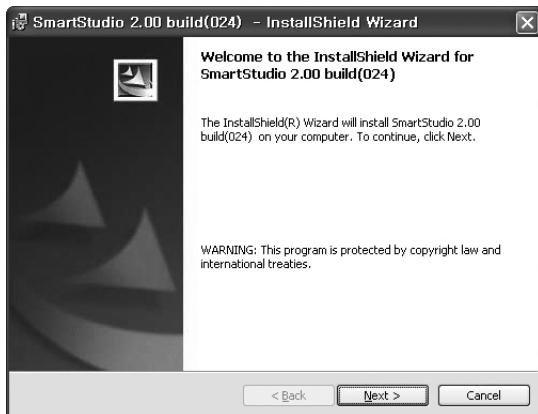 SmartStudio 2.00 build(024) - InstallShield Wizard
Welcome to the InstallShield Wizard for
SmartStudio 2.00 build(024)
The InstallShield(R) Wizard will install SmartStudio 2.00
build(024) on your computer. To continue, click Next.
WARNING: This program is protected by copyright law and
international treaties.
< Back
Next >
Cancel